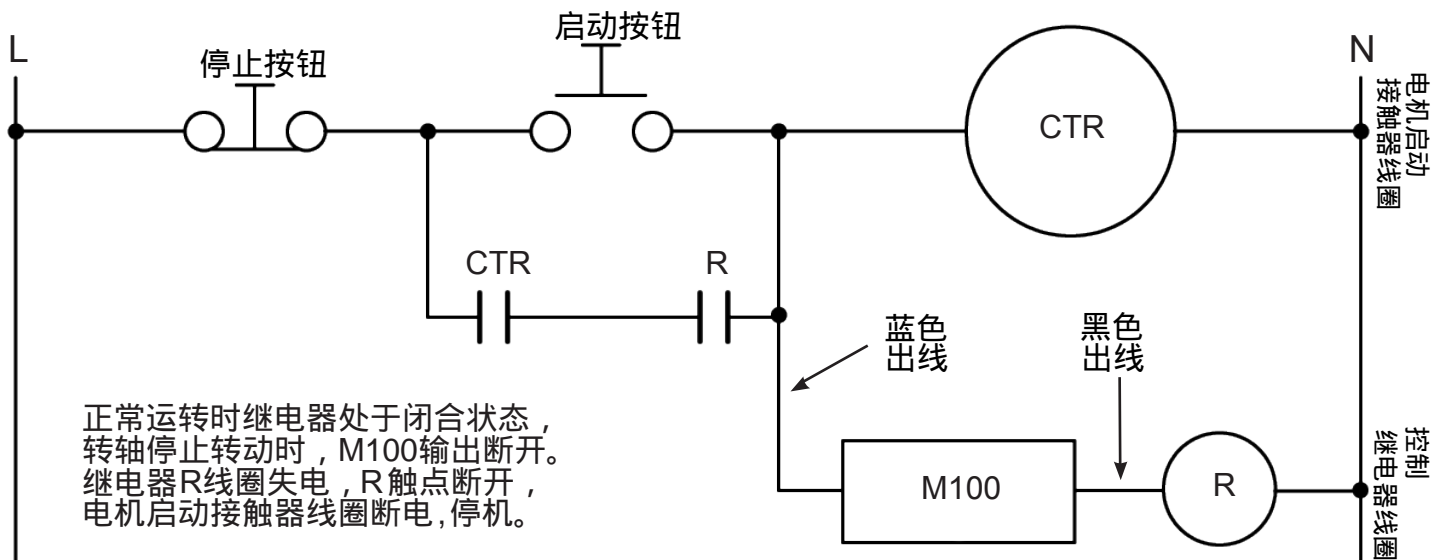 L
停止按钮
启动按钮
N
电机启动
接触器线圈
CTR
CTR
R
蓝色
出线
黑色
出线
正常运转时继电器处于闭合状态，
转轴停止转动时，M100输出断开。
继电器R线圈失电，R触点断开，
电机启动接触器线圈断电,停机。
M100
R
控制
继电器线圈